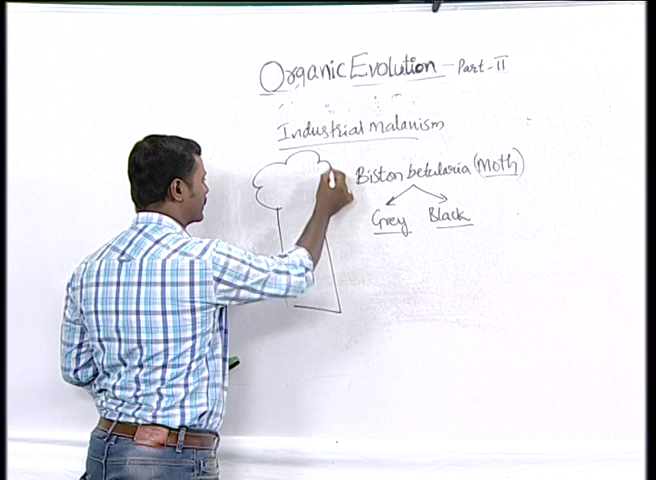 Organic Evolution - Part-II
Industrial Malanism
Biston betularia (Moth)
Grey Black